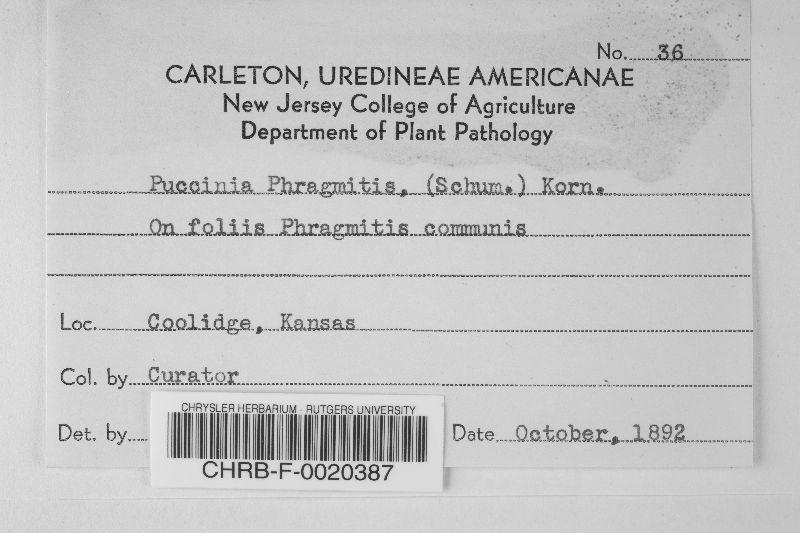 No. 36
CARLETON, UREDINEAE AMERICANAE
New Jersey College of Agriculture
Department of Plant Pathology
Puccinia Phragmitis, (Schum.) Korn.
On foliis Phragmitis communis
Loc. Coolidge, Kansas
Col. by Curator
Det. by Date October, 1892
CHRYSLER HERBARIUM - RUTGERS UNIVERSITY
CHRB-F-0020387